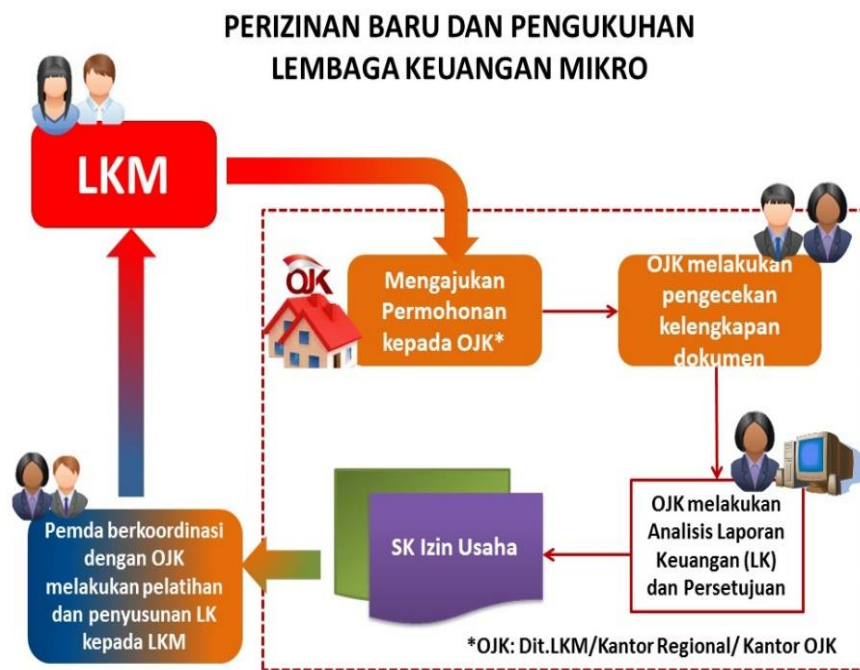 PERIZINAN BARU DAN PENGUKUHAN
LEMBAGA KEUANGAN MIKRO
LKM
OJK
Mengajukan
Permohonan
kepada OJK*
OJK melakukan
pengecekan
kelengkapan
dokumen
OJK melakukan
Analisis Laporan
Keuangan (LK)
dan Persetujuan
SK Izin Usaha
Pemda berkoordinasi
dengan OJK
melakukan pelatihan
dan penyusunan LK
kepada LKM
*OJK: Dit.LKM/Kantor Regional/ Kantor OJK